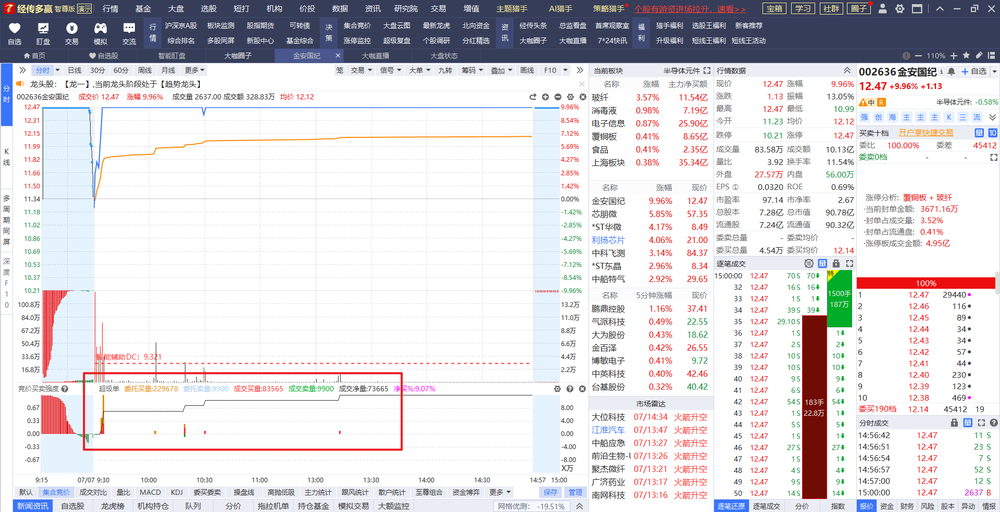 经传多赢 智尊版 演示 行情 基金 大盘 选股 短打 机构 价投 数据 资讯 研究院 交易 增值 主题猎手 AI猎手 策略猎手 个股有游资进场拉升，速看>> 宝箱 学习 社群 圈子
自选 盯盘 交易 模拟 交流
行情 沪深京A股 板块监测 股指期货 可转债 决策 集合竞价 大盘云图 最新龙虎 北向资金 资讯 经传头条 总监看盘 首席观察室 福利 猎手福利 选股王福利 新客推荐
综合排名 多股同屏 新股中心 基金综合 涨停监控 超级复盘 个股调研 分红精选 大咖圈子 大咖直播 7*24快讯 升级福利 短线王福利 短线王活动
首页 自选股 智能盯盘 大咖圈子 金安国纪 大咖直播 大盘状态 110%
分时
K线
多周期同屏
深度F10
分时 日线 30分 60分 周线 月线 更多 笼 交易 信号 大单 九转 筹码 叠加 画线 F10
龙头股：【龙一】,当前龙头阶段处于【趋势龙头】
002636金安国纪 成交价 12.47 涨幅 9.96% 成交量 2637.00 成交额 328.83万 均价 12.12
12.47 9.96%
12.31 8.54%
12.15 7.12%
11.99 5.69%
11.82 4.27%
11.66 2.85%
11.50 1.42%
11.34 0.00%
11.18 -1.42%
11.02 -2.85%
10.86 -4.27%
10.69 -5.69%
10.53 -7.12%
10.37 -8.54%
10.21 -9.96%
100.8万 13.2万
84.0万 11.0万
67.2万 8.8万
50.4万 6.6万
33.6万 4.4万
16.8万 2.2万
智能辅助DC：9.321
竞价买卖强度 超级单 委托买量:229678 委托卖量:9900 成交买量:83565 成交卖量:9900 成交净量:73665 净买%:9.07%
0.67 8.00
0.33 4.00
0.00 0.00
-0.33 -4.00
-0.67 -8.00
X万
9:15 07/07 9:30 10:00 10:30 11:00 13:00 13:30 14:00 14:30 14:57 15:00
默认 集合竞价 成交对比 量比 MACD KDJ 委买委卖 操盘线 高抛低吸 主力统计 跟风统计 散户统计 至尊组合 资金博弈 更多 保存 管理
新闻资讯 自选股 龙虎榜 机构持仓 队列 分价 拖拉机单 持仓基金 模拟交易 大额监控 网格优测： -19.51%
当前板块 半导体元件
名称 涨幅 主力净买额
玻纤 3.57% 11.54亿
消毒液 0.98% 7.19亿
电子信息 0.87% 25.90亿
覆铜板 0.41% 8.65亿
食品 0.41% 2.35亿
上海板块 0.38% 35.34亿
名称 涨幅 现价
金安国纪 9.96% 12.47
芯朋微 5.85% 57.35
*ST华微 4.17% 8.49
利扬芯片 4.06% 21.00
中科飞测 3.14% 84.37
*ST东晶 2.96% 8.34
中船特气 2.92% 29.65
名称 5分钟涨幅 现价
鹏鼎控股 1.16% 37.41
气派科技 0.49% 22.55
大为股份 0.43% 18.62
金百泽 0.42% 26.55
博敏电子 0.41% 9.72
中英科技 0.40% 42.46
台基股份 0.32% 40.42
市场雷达
大位科技 07/14:34 火箭升空
江淮汽车 07/13:47 火箭升空
中船应急 07/13:27 火箭升空
前沿生物-U 07/13:26 火箭升空
聚杰微纤 07/13:21 火箭升空
广济药业 07/13:17 火箭升空
南网科技 07/13:16 火箭升空
行情数据
现价 12.47 涨幅 9.96%
涨跌 1.13 振幅 13.05%
最高 12.47 最低 10.99
今开 11.23 均价 12.12
跌停 10.21 涨停 12.47
成交量 83.58万 成交额 10.13亿
量比 3.92 换手率 11.54%
外盘 27.57万 内盘 56.00万
EPS ① 0.0320 ROE 0.69%
市盈率 97.14 市净率 2.67
总股本 7.28亿 总市值 90.78亿
流通股 7.24亿 流通值 90.32亿
委卖总量 - 委卖均价 -
委买总量 4.54万 委买均价 12.14
逐笔成交 单 量
15:00:00 12.47 70 S 70
32 12.47 16 S 16
33 12.47 1 S 1
34 12.47 39 S 39
35 12.47 29.10 S
36 12.47 1 S 1
37 12.47 2 S 2
38 12.47 10 S 10
39 12.47 10 S 10
40 12.47 9 S 9
41 12.47 6 S 6
42 12.47 54 S 54
43 12.47 1 S 1
44 12.47 5 S 5
45 12.47 1 S 1
46 12.47 27 S 27
47 12.47 1 S 1
48 12.47 4 S 4
49 12.47 9 S 9
50 12.47 14 S 14
特
1500手
187万
183手
22.8万
逐笔还原 逐笔成交 分价 指数
002636金安国纪 自选
12.47 +9.96% +1.13
中 R 半导体元件: -0.58%
强 创 海 主 主 主 K 三 流
买卖十档 开户享快捷交易 量 10
委比 100.00% 委差 45412
委卖0档 - -
涨停分析: 覆铜板 + 玻纤
·当前封单金额: 3671.16万
·封单占成交量: 3.52%
·封单占流通盘: 0.41%
·涨停板成交金额: 4.95亿
100%
1 12.47 29440
2 12.46 116
3 12.45 89
4 12.44 34
5 12.43 34
6 12.42 57
7 12.41 44
8 12.40 230
9 12.39 123
10 12.38 469
委买190档 12.14 45412 19
分时成交 量
14:56:42 12.47 11 S
14:56:51 12.47 23 S
14:56:54 12.47 7 S
14:56:57 12.47 52 S
14:57:00 12.47 12 S
15:00:00 12.47 2637 B
报价 资金 财务 风险 股本 异动 情报